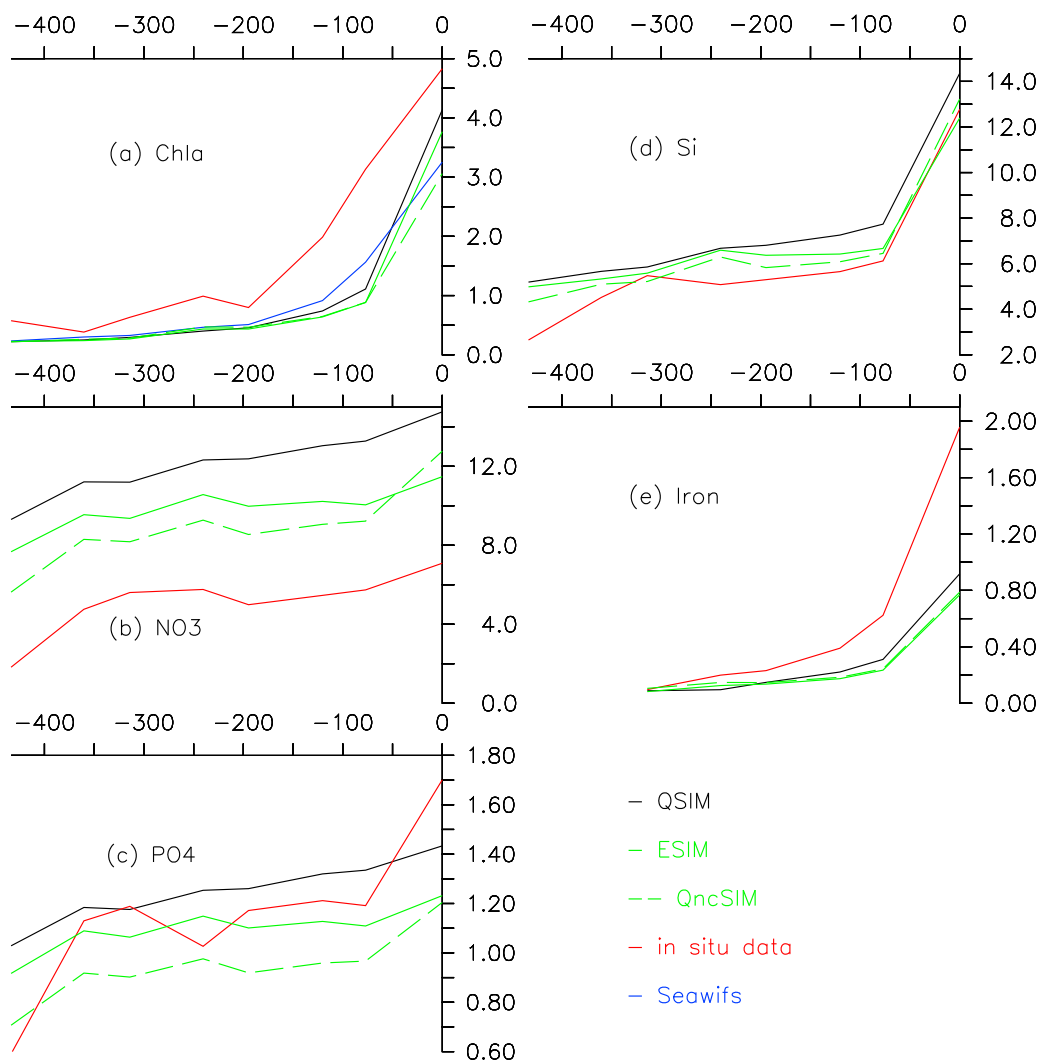 −400 −300 −200 −100 0
−400 −300 −200 −100 0
5.0
4.0
3.0
2.0
1.0
0.0
(a) Chla
14.0
12.0
10.0
8.0
6.0
4.0
2.0
(d) Si
−400 −300 −200 −100 0
−400 −300 −200 −100 0
12.0
8.0
4.0
0.0
(b) NO3
2.00
1.60
1.20
0.80
0.40
0.00
(e) Iron
−400 −300 −200 −100 0
1.80
1.60
1.40
1.20
1.00
0.80
0.60
(c) PO4
QSIM
ESIM
QncSIM
in situ data
Seawifs